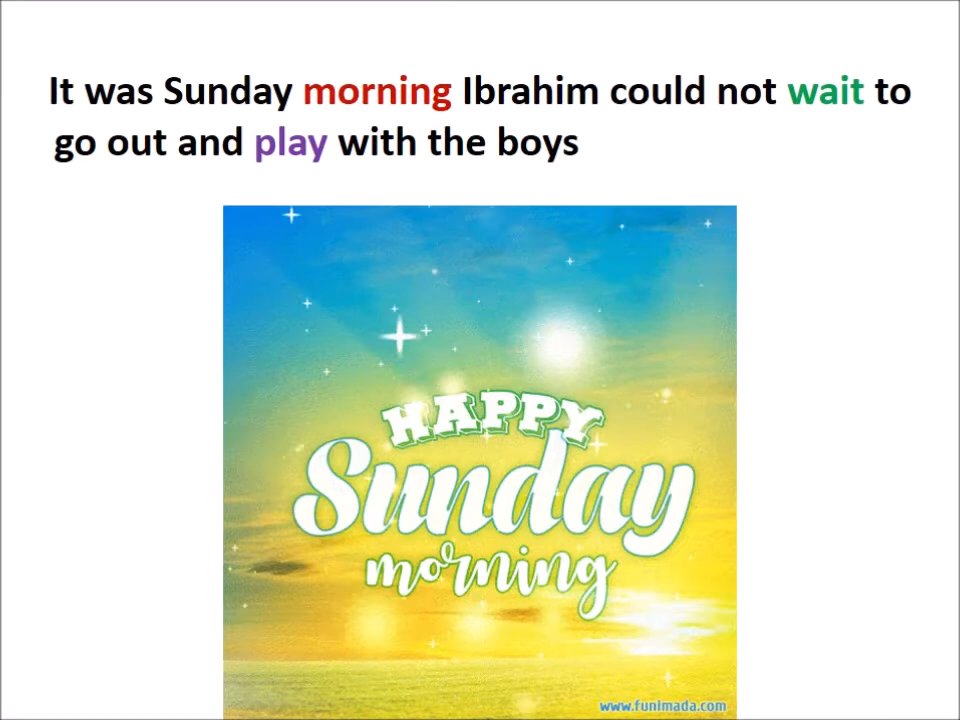 It was Sunday morning Ibrahim could not wait to
go out and play with the boys
HAPPY
Sunday
morning
www.funimada.com